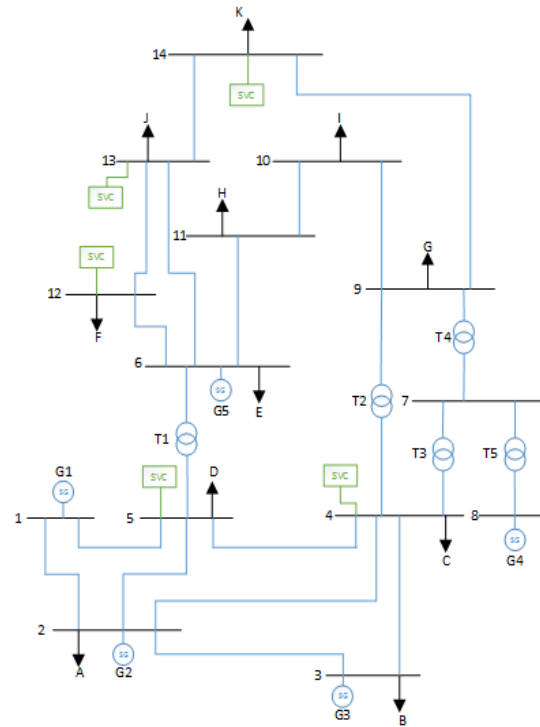 K
14
SVC
J
I
13
10
SVC
H
11
SVC
G
12
9
F
T4
6
SG
E
G5
T2
7
T1
T3
T5
G1
D
SVC
SVC
SG
1
5
4
8
C
SG
G4
2
A
SG
G2
3
SG
G3
B